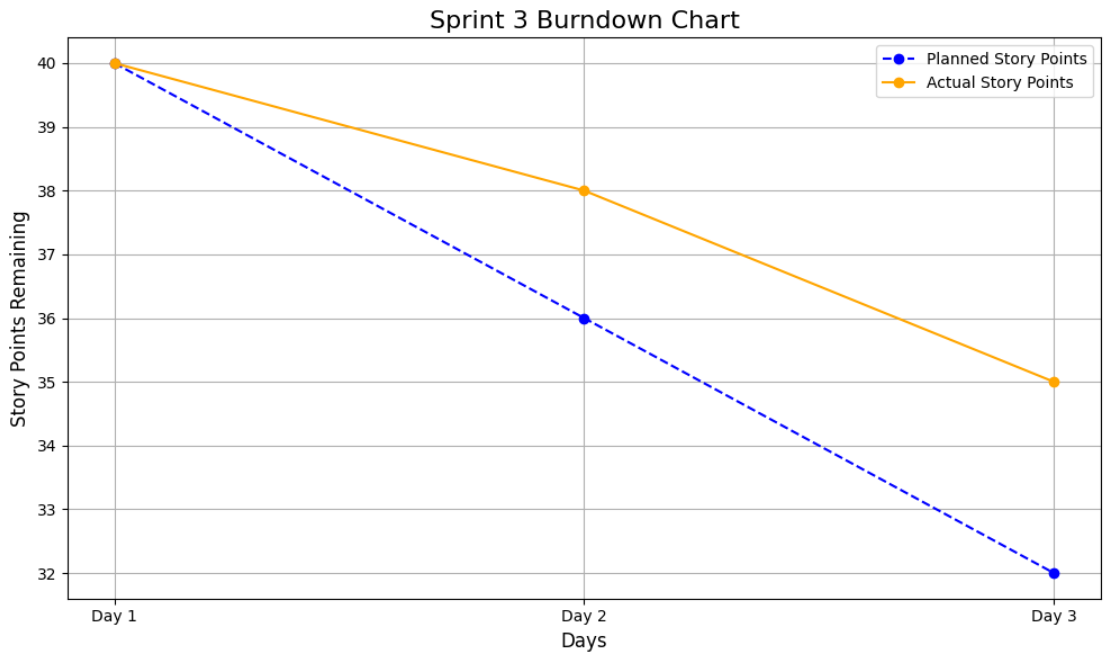 Sprint 3 Burndown Chart
Planned Story Points
Actual Story Points
Story Points Remaining
40
39
38
37
36
35
34
33
32
Day 1
Day 2
Day 3
Days